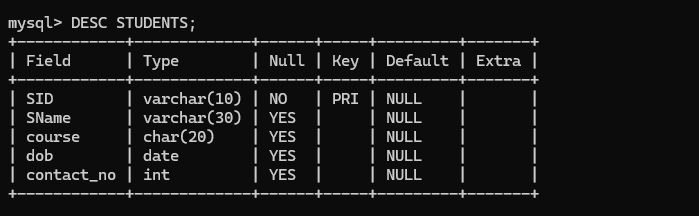 mysql> DESC STUDENTS;
+------------+-------------+------+-----+---------+-------+
| Field      | Type        | Null | Key | Default | Extra |
+------------+-------------+------+-----+---------+-------+
| SID        | varchar(10) | NO   | PRI | NULL    |       |
| SName      | varchar(30) | YES  |     | NULL    |       |
| course     | char(20)    | YES  |     | NULL    |       |
| dob        | date        | YES  |     | NULL    |       |
| contact_no | int         | YES  |     | NULL    |       |
+------------+-------------+------+-----+---------+-------+